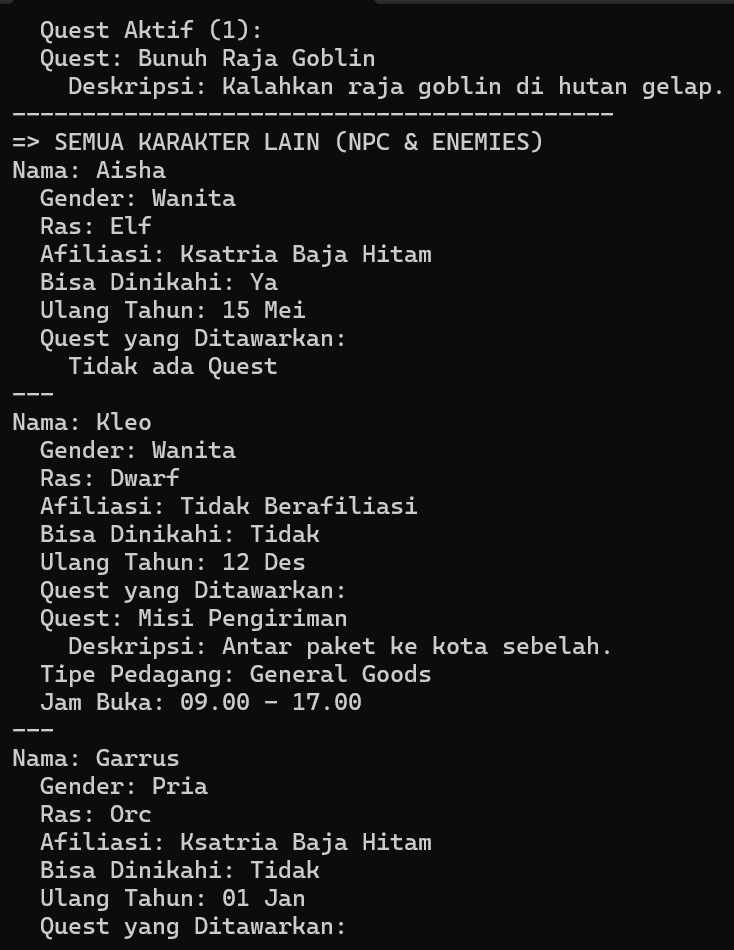 Quest Aktif (1):
Quest: Bunuh Raja Goblin
Deskripsi: Kalahkan raja goblin di hutan gelap.
-------------------------------------------
=> SEMUA KARAKTER LAIN (NPC & ENEMIES)
Nama: Aisha
Gender: Wanita
Ras: Elf
Afiliasi: Ksatria Baja Hitam
Bisa Dinikahi: Ya
Ulang Tahun: 15 Mei
Quest yang Ditawarkan:
Tidak ada Quest
---
Nama: Kleo
Gender: Wanita
Ras: Dwarf
Afiliasi: Tidak Berafiliasi
Bisa Dinikahi: Tidak
Ulang Tahun: 12 Des
Quest yang Ditawarkan:
Quest: Misi Pengiriman
Deskripsi: Antar paket ke kota sebelah.
Tipe Pedagang: General Goods
Jam Buka: 09.00 - 17.00
---
Nama: Garrus
Gender: Pria
Ras: Orc
Afiliasi: Ksatria Baja Hitam
Bisa Dinikahi: Tidak
Ulang Tahun: 01 Jan
Quest yang Ditawarkan: